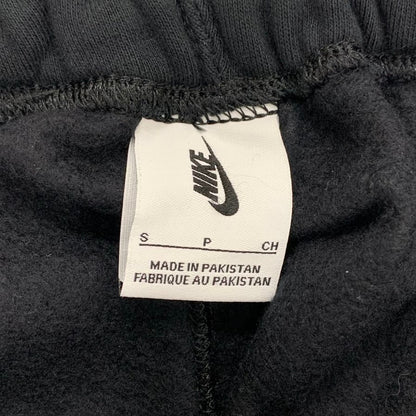 NIKE
S P CH
MADE IN PAKISTAN
FABRIQUE AU PAKISTAN